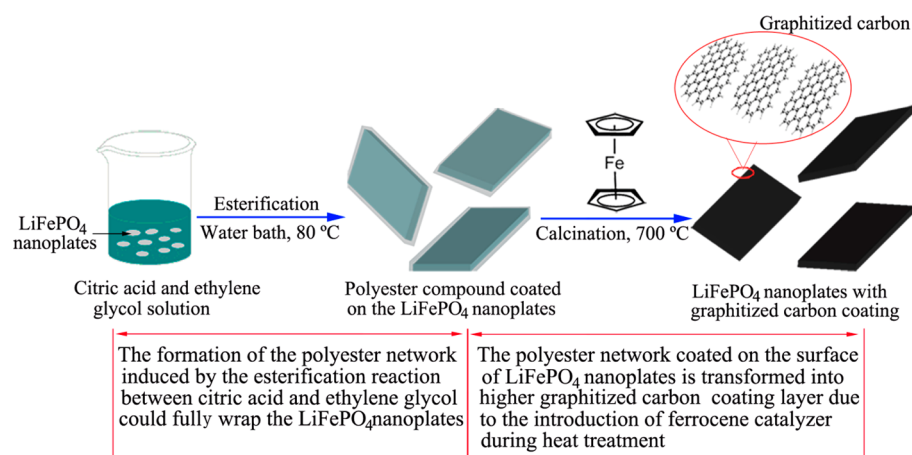 Graphitized carbon
Fe
LiFePO4
nanoplates
Esterification
Water bath, 80 ºC
Calcination, 700 ºC
Citric acid and ethylene
glycol solution
Polyester compound coated
on the LiFePO4 nanoplates
LiFePO4 nanoplates with
graphitized carbon coating
The formation of the polyester network
induced by the esterification reaction
between citric acid and ethylene glycol
could fully wrap the LiFePO4nanoplates
The polyester network coated on the surface
of LiFePO4 nanoplates is transformed into
higher graphitized carbon coating layer due
to the introduction of ferrocene catalyzer
during heat treatment